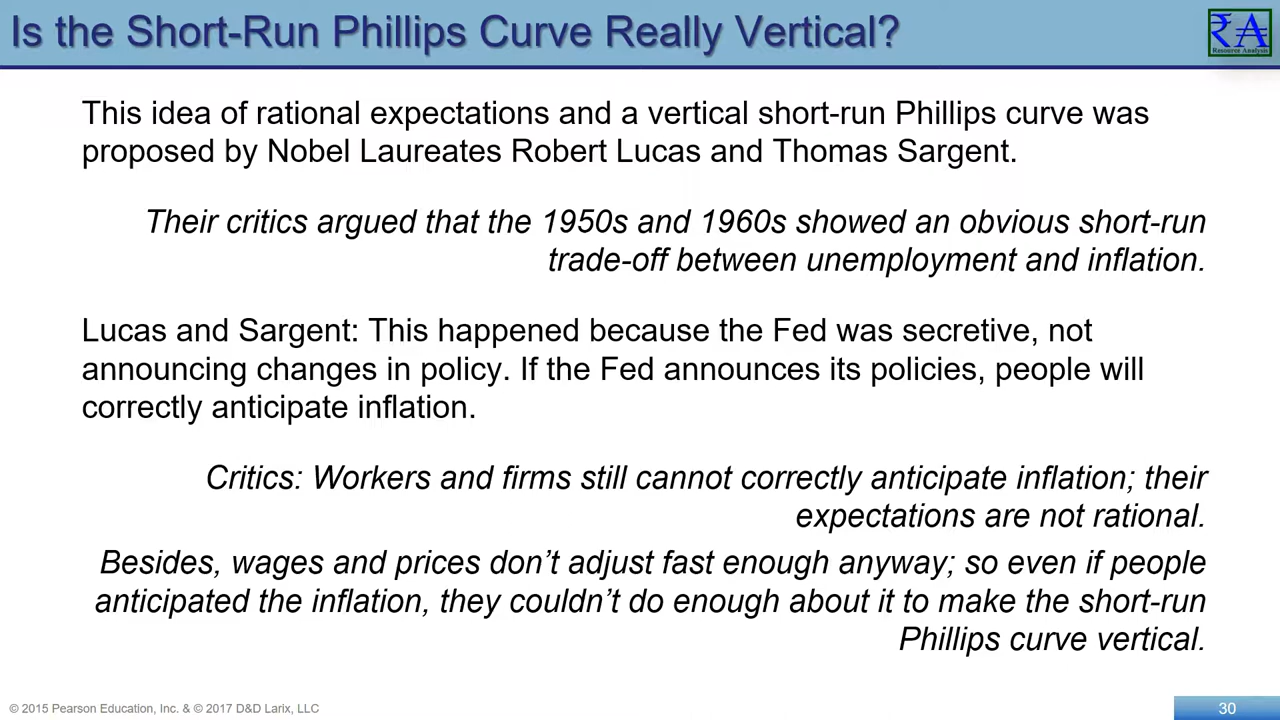 Is the Short-Run Phillips Curve Really Vertical?
₹A
Resource Analysis
This idea of rational expectations and a vertical short-run Phillips curve was
proposed by Nobel Laureates Robert Lucas and Thomas Sargent.
Their critics argued that the 1950s and 1960s showed an obvious short-run
trade-off between unemployment and inflation.
Lucas and Sargent: This happened because the Fed was secretive, not
announcing changes in policy. If the Fed announces its policies, people will
correctly anticipate inflation.
Critics: Workers and firms still cannot correctly anticipate inflation; their
expectations are not rational.
Besides, wages and prices don’t adjust fast enough anyway; so even if people
anticipated the inflation, they couldn’t do enough about it to make the short-run
Phillips curve vertical.
© 2015 Pearson Education, Inc. & © 2017 D&D Larix, LLC
30